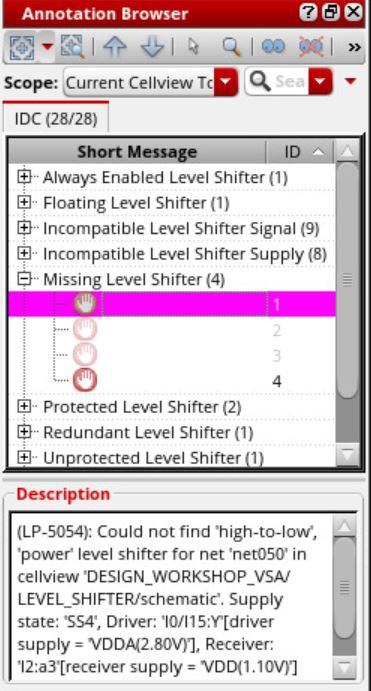 Annotation Browser
Scope: Current Cellview Sea
IDC (28/28)
Short Message ID
Always Enabled Level Shifter (1)
Floating Level Shifter (1)
Incompatible Level Shifter Signal (9)
Incompatible Level Shifter Supply (8)
Missing Level Shifter (4)
1
2
3
4
Protected Level Shifter (2)
Redundant Level Shifter (1)
Unprotected Level Shifter (1)
Description
(LP-5054): Could not find 'high-to-low',
'power' level shifter for net 'net050' in
cellview 'DESIGN_WORKSHOP_VSA/
LEVEL_SHIFTER/schematic'. Supply
state: 'SS4', Driver: 'I0/I15:Y'[driver
supply = 'VDDA(2.80V)'], Receiver:
'I2:a3'[receiver supply = 'VDD(1.10V)']